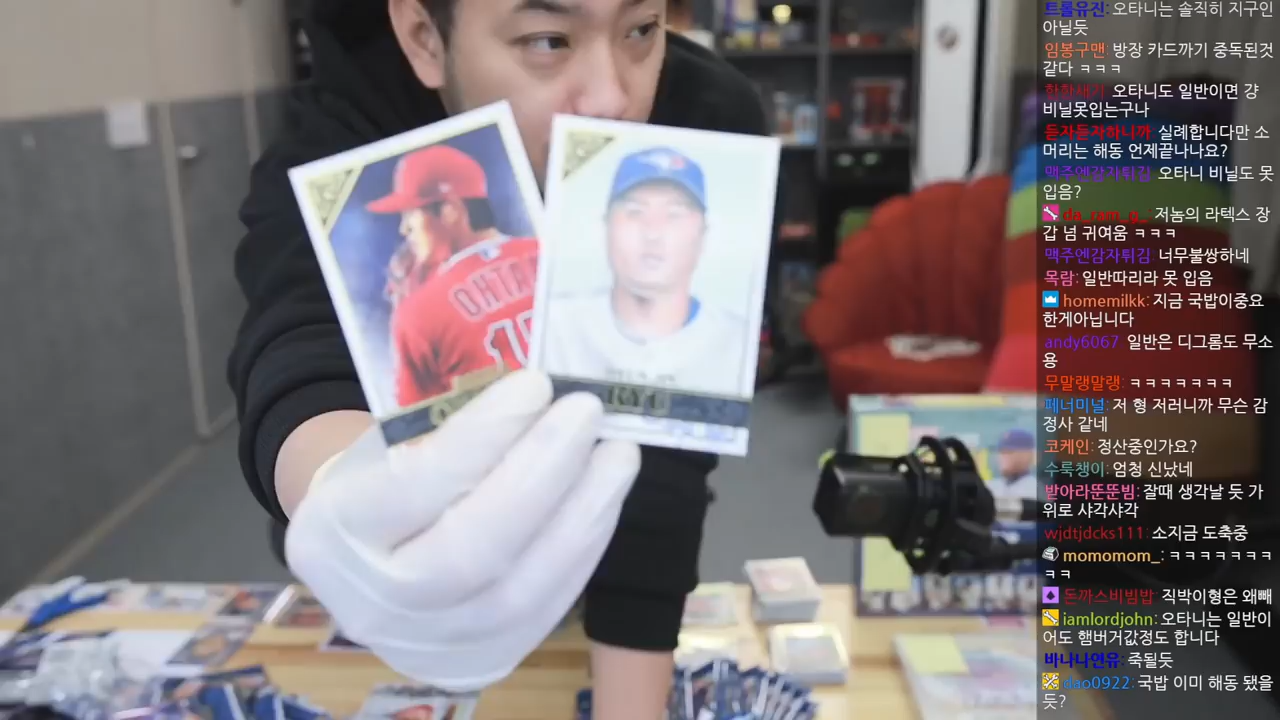 OHTA
1
RYU
트롤유진: 오타니는 솔직히 지구인
아닐듯
임봉구맨: 방장 카드까기 중독된것
같다 ㅋㅋㅋ
오타니도 일반이면 걍
비닐못입는구나
듣자듣자하니까 실례합니다만 소
머리는 해동 언제끝나나요?
맥주엔감자튀김 오타니 비닐도 못
입음?
da_ram_g_: 저놈의 라텍스 장
갑 넘 귀여움 ㅋㅋㅋ
맥주엔감자튀김 너무불쌍하네
목람: 일반따리라 못 입음
homemilkk: 지금 국밥이중요
한게아닙니다
andy6067 일반은 디그롬도 무소
용
무말랭말랭: ㅋㅋㅋㅋㅋㅋㅋ
페너미널: 저 형 저러니까 무슨 감
정사 같네
코케인: 정산중인가요?
수룩챙이: 엄청 신났네
받아라뚠뚠빔: 잘때 생각날 듯 가
위로 샤각샤각
wjdtjdcks111: 소지금 도축중
momomom_: ㅋㅋㅋㅋㅋㅋㅋ
ㅋㅋ
돈까스비빔밥: 직박이형은 왜빼
iamlordjohn: 오타니는 일반이
어도 햄버거값정도 합니다
바나나연유: 죽될듯
dao0922: 국밥 이미 해동 됐을
듯?